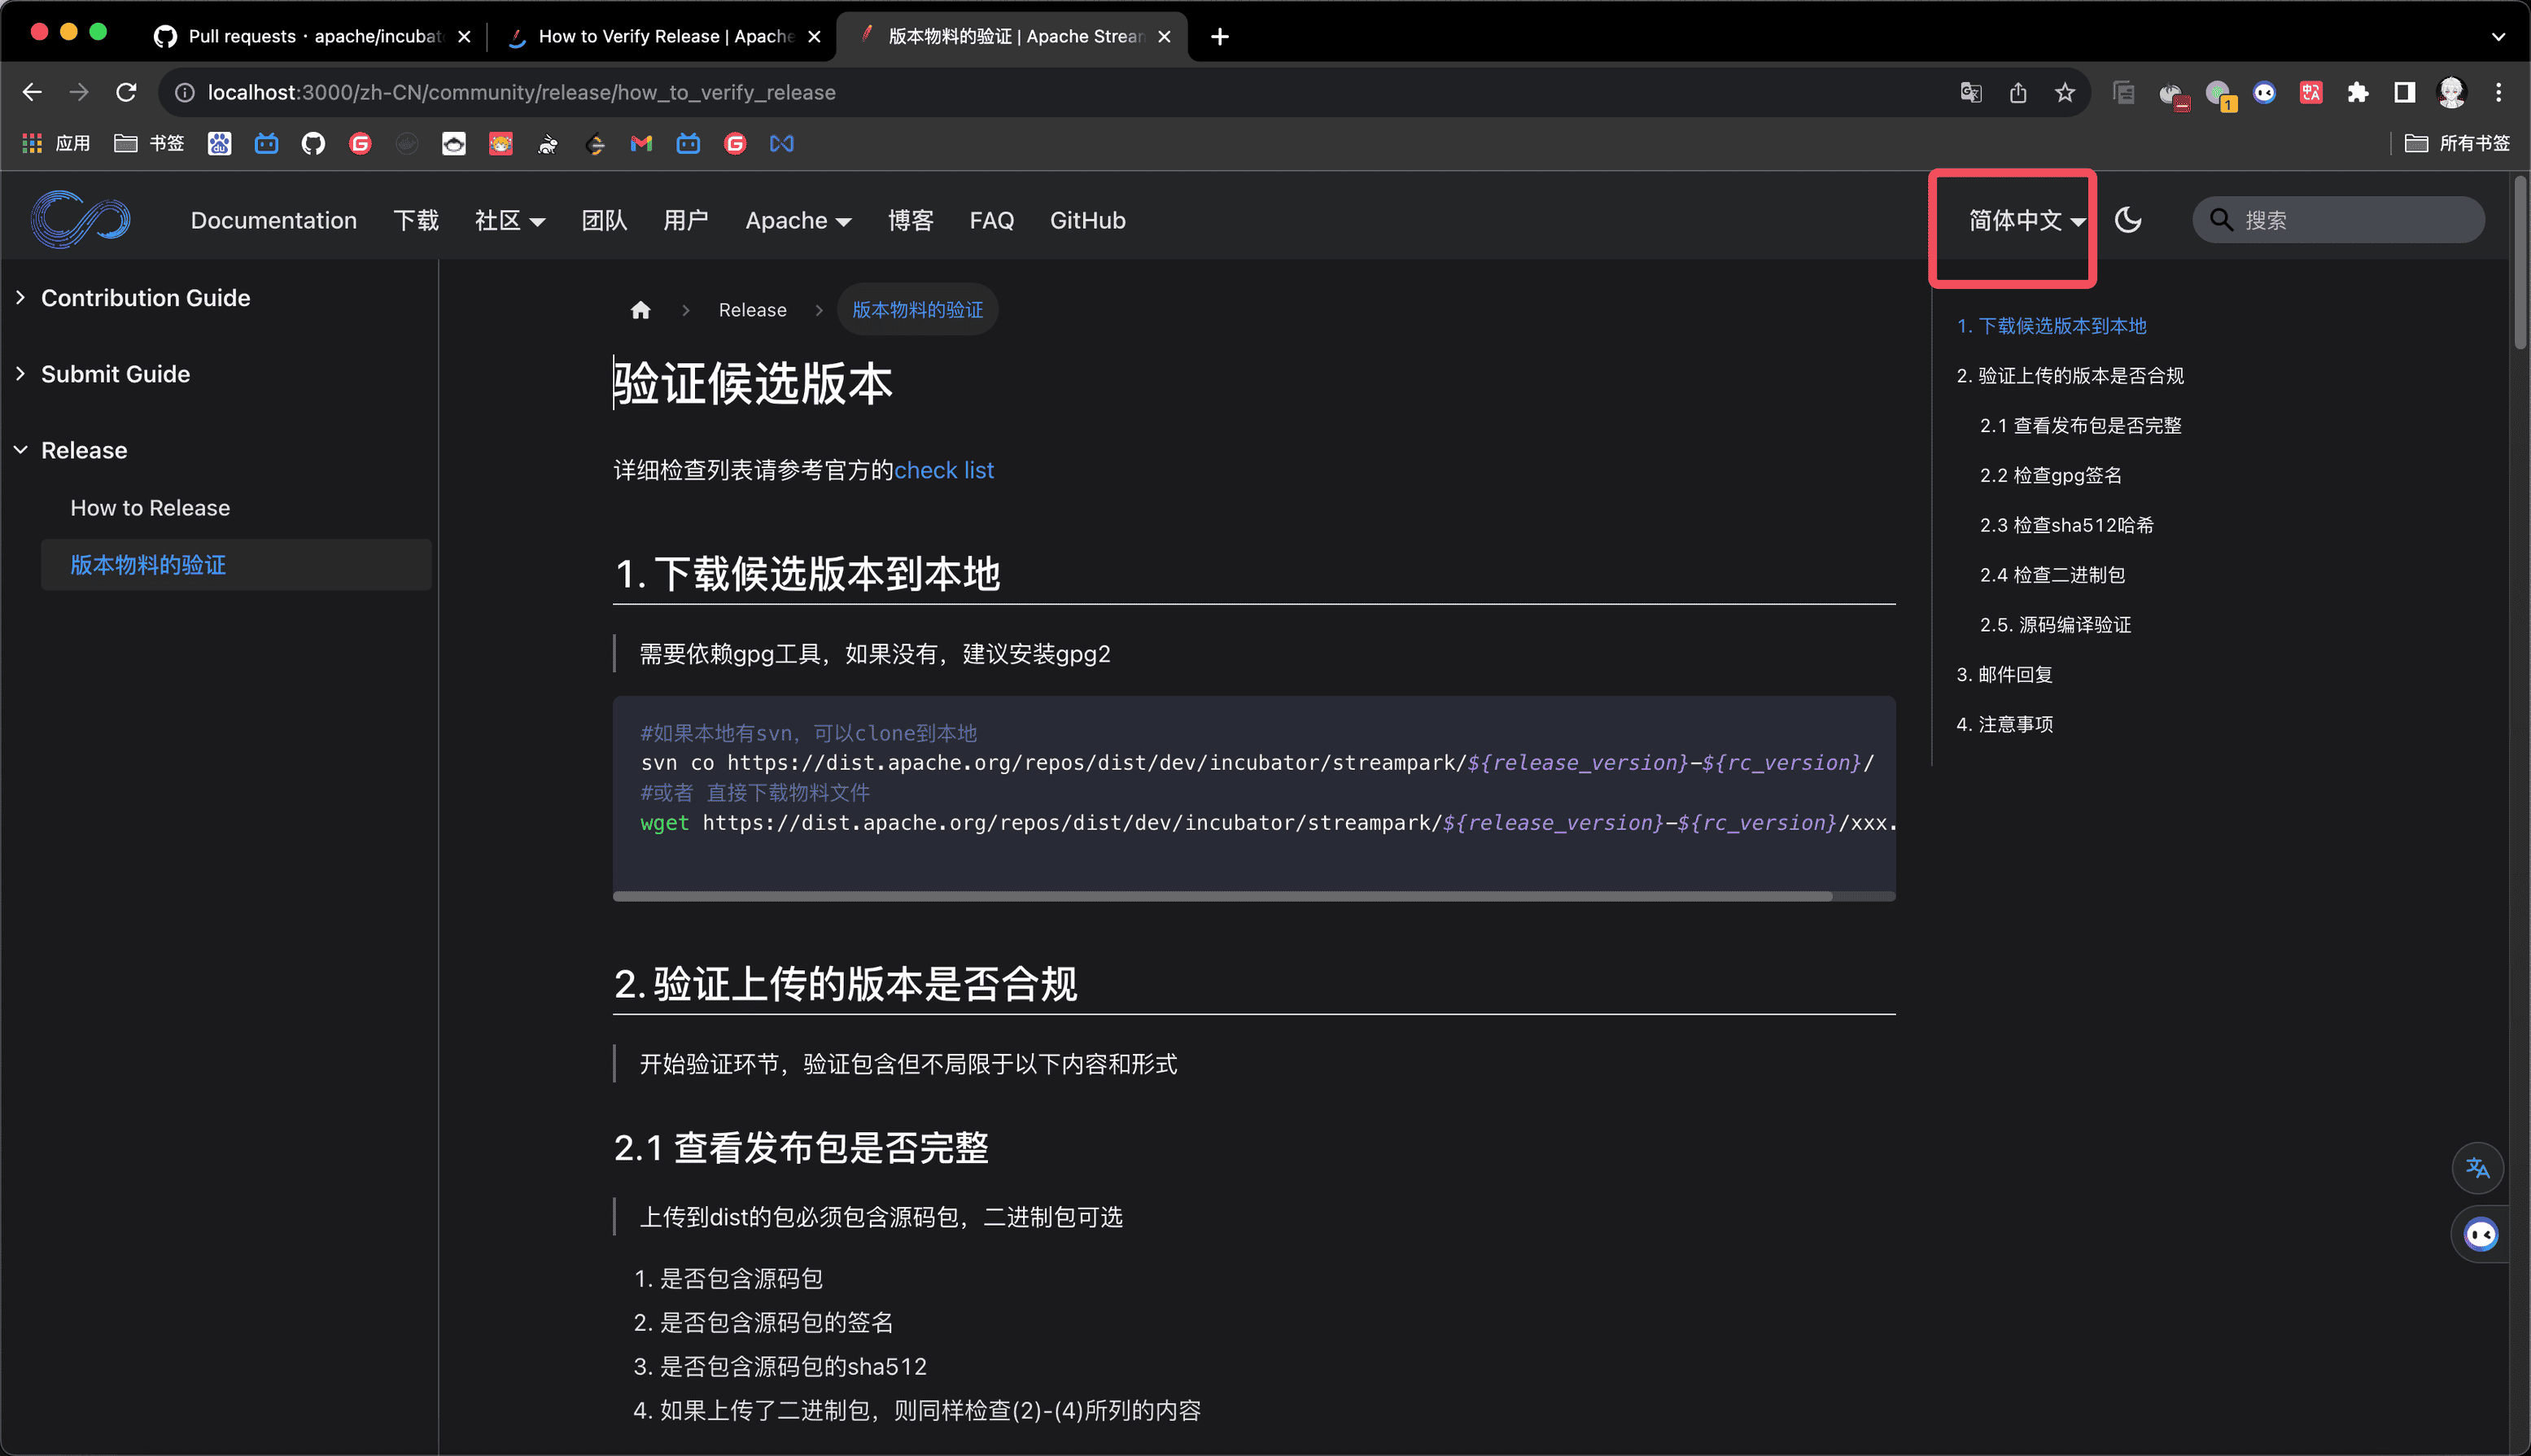 Pull requests · apache/incubat
How to Verify Release | Apache
版本物料的验证 | Apache Stream
localhost:3000/zh-CN/community/release/how_to_verify_release
应用
书签
所有书签
Documentation
下载
社区
团队
用户
Apache
博客
FAQ
GitHub
简体中文
搜索
Contribution Guide
Submit Guide
Release
How to Release
版本物料的验证
Release
版本物料的验证
验证候选版本
详细检查列表请参考官方的check list
1. 下载候选版本到本地
需要依赖gpg工具，如果没有，建议安装gpg2
#如果本地有svn，可以clone到本地
svn co https://dist.apache.org/repos/dist/dev/incubator/streampark/${release_version}-${rc_version}/
#或者 直接下载物料文件
wget https://dist.apache.org/repos/dist/dev/incubator/streampark/${release_version}-${rc_version}/xxx.
2. 验证上传的版本是否合规
开始验证环节，验证包含但不局限于以下内容和形式
2.1 查看发布包是否完整
上传到dist的包必须包含源码包，二进制包可选
1. 是否包含源码包
2. 是否包含源码包的签名
3. 是否包含源码包的sha512
4. 如果上传了二进制包，则同样检查(2)-(4)所列的内容
1. 下载候选版本到本地
2. 验证上传的版本是否合规
2.1 查看发布包是否完整
2.2 检查gpg签名
2.3 检查sha512哈希
2.4 检查二进制包
2.5. 源码编译验证
3. 邮件回复
4. 注意事项